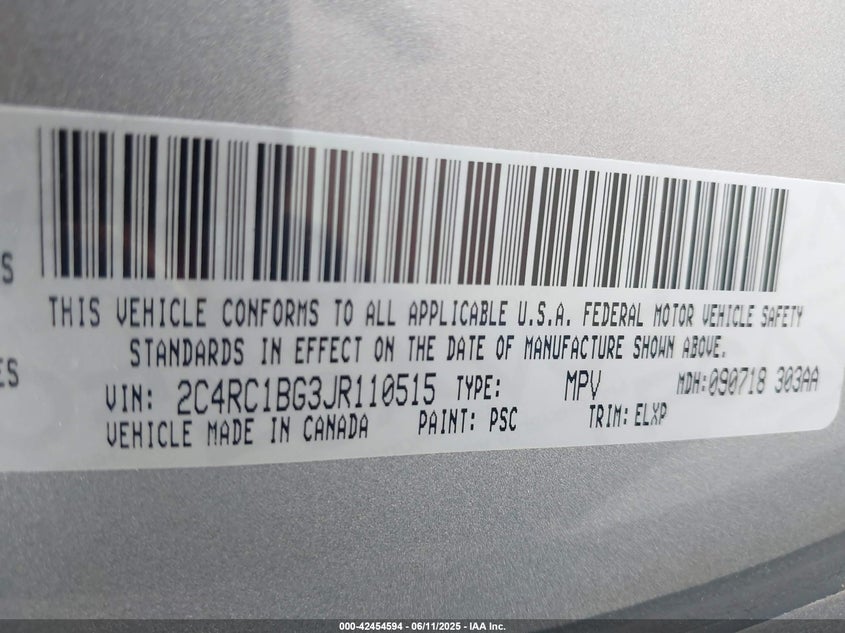 S
THIS VEHICLE CONFORMS TO ALL APPLICABLE U.S.A. FEDERAL MOTOR VEHICLE SAFETY
STANDARDS IN EFFECT ON THE DATE OF MANUFACTURE SHOWN ABOVE.
ES
VIN: 2C4RC1BG3JR110515 TYPE: MPV MDH:090718 303AA
VEHICLE MADE IN CANADA PAINT: PSC TRIM: ELXP
000-42454594 - 06/11/2025 - IAA Inc.